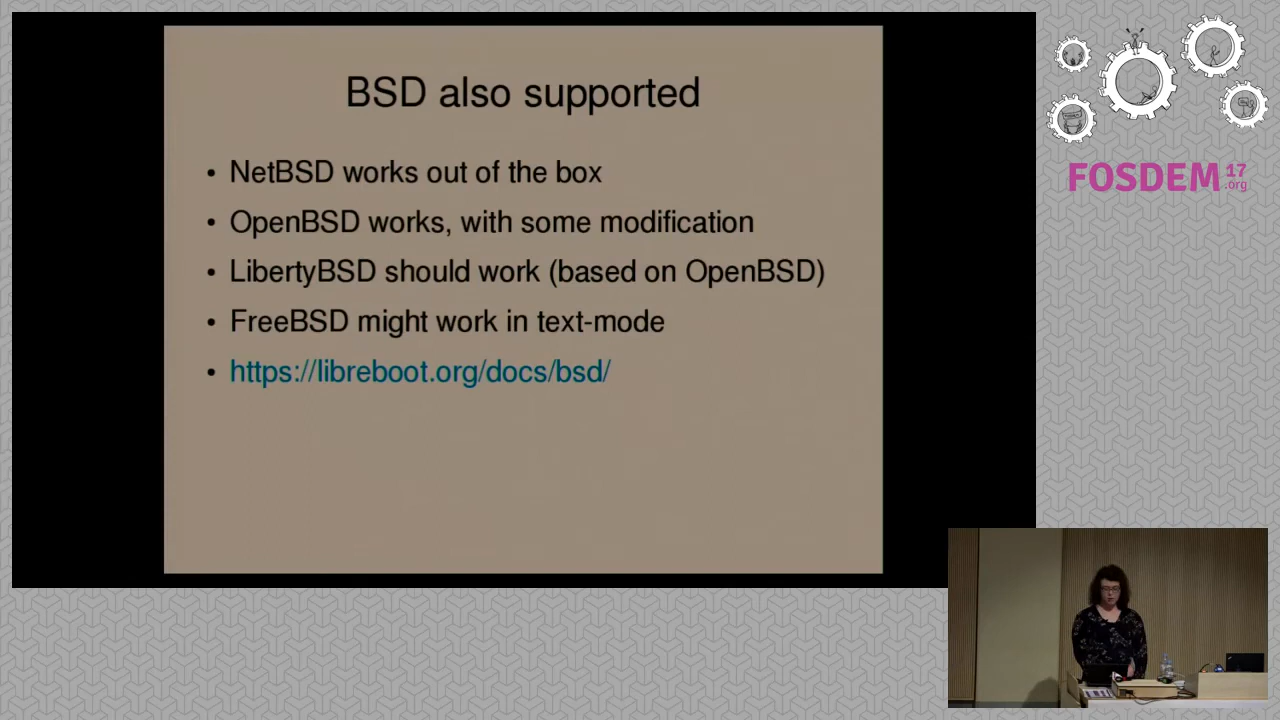 BSD also supported
• NetBSD works out of the box
• OpenBSD works, with some modification
• LibertyBSD should work (based on OpenBSD)
• FreeBSD might work in text-mode
• https://libreboot.org/docs/bsd/
FOSDEM 17
.org